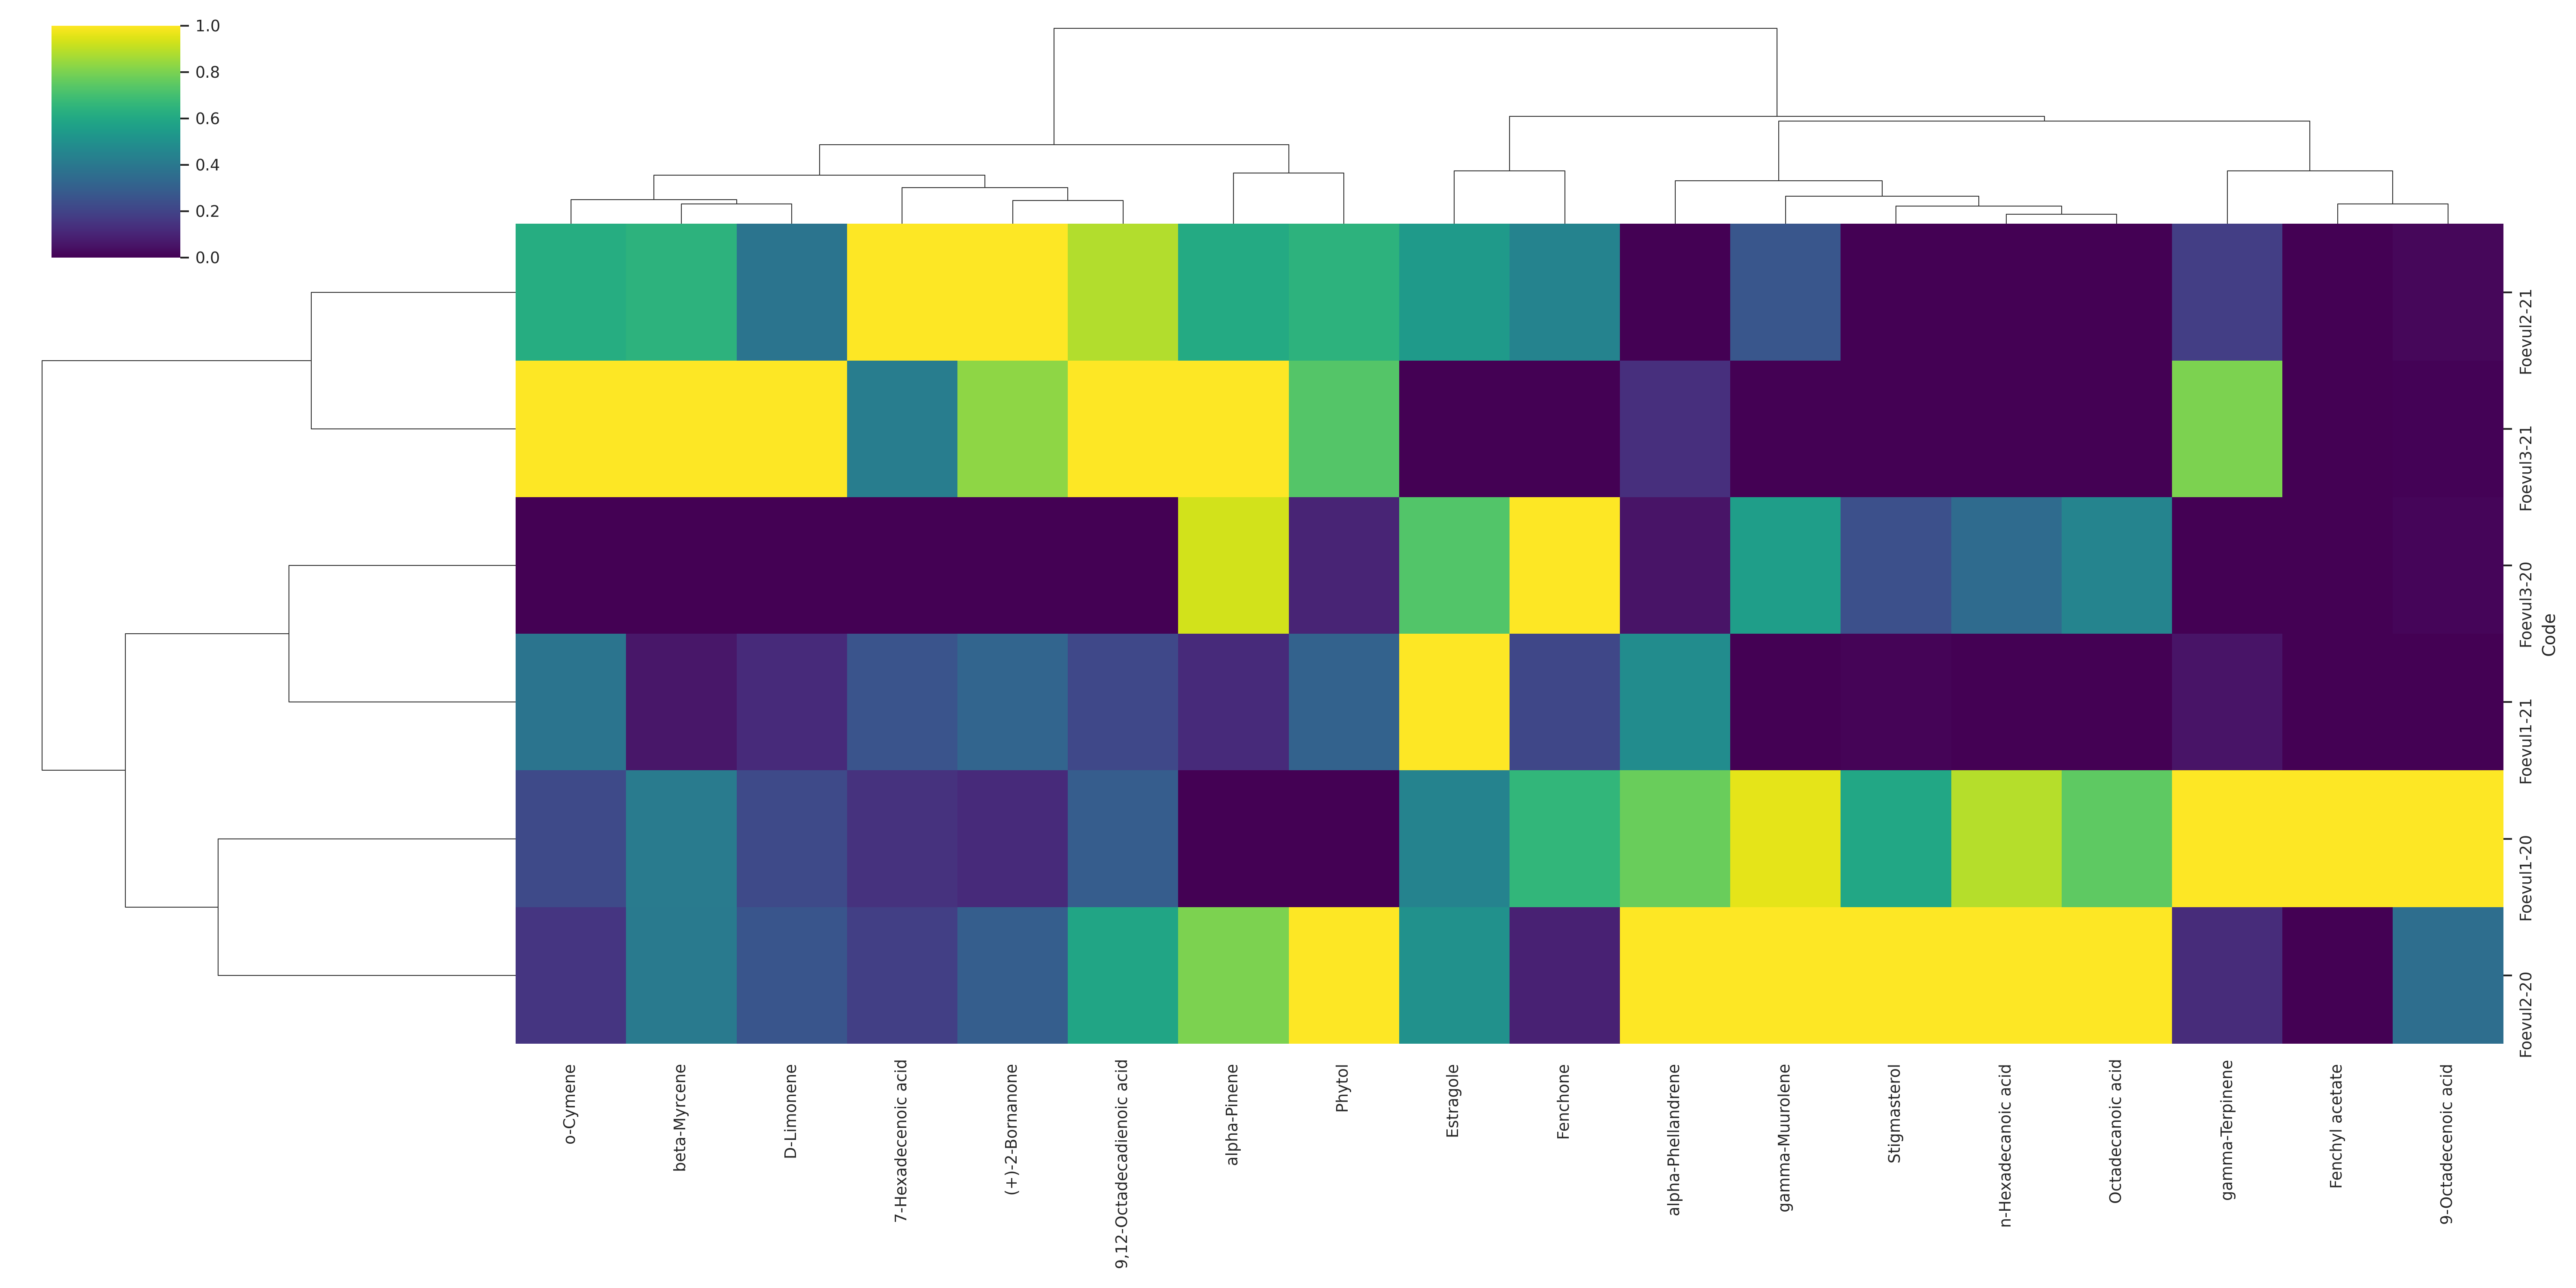 1.0
0.8
0.6
0.4
0.2
0.0
Foevul2-21
Foevul3-21
Foevul3-20
Foevul1-21
Foevul1-20
Foevul2-20
Code
o-Cymene
beta-Myrcene
D-Limonene
7-Hexadecenoic acid
(+)-2-Bornanone
9,12-Octadecadienoic acid
alpha-Pinene
Phytol
Estragole
Fenchone
alpha-Phellandrene
gamma-Muurolene
Stigmasterol
n-Hexadecanoic acid
Octadecanoic acid
gamma-Terpinene
Fenchyl acetate
9-Octadecenoic acid